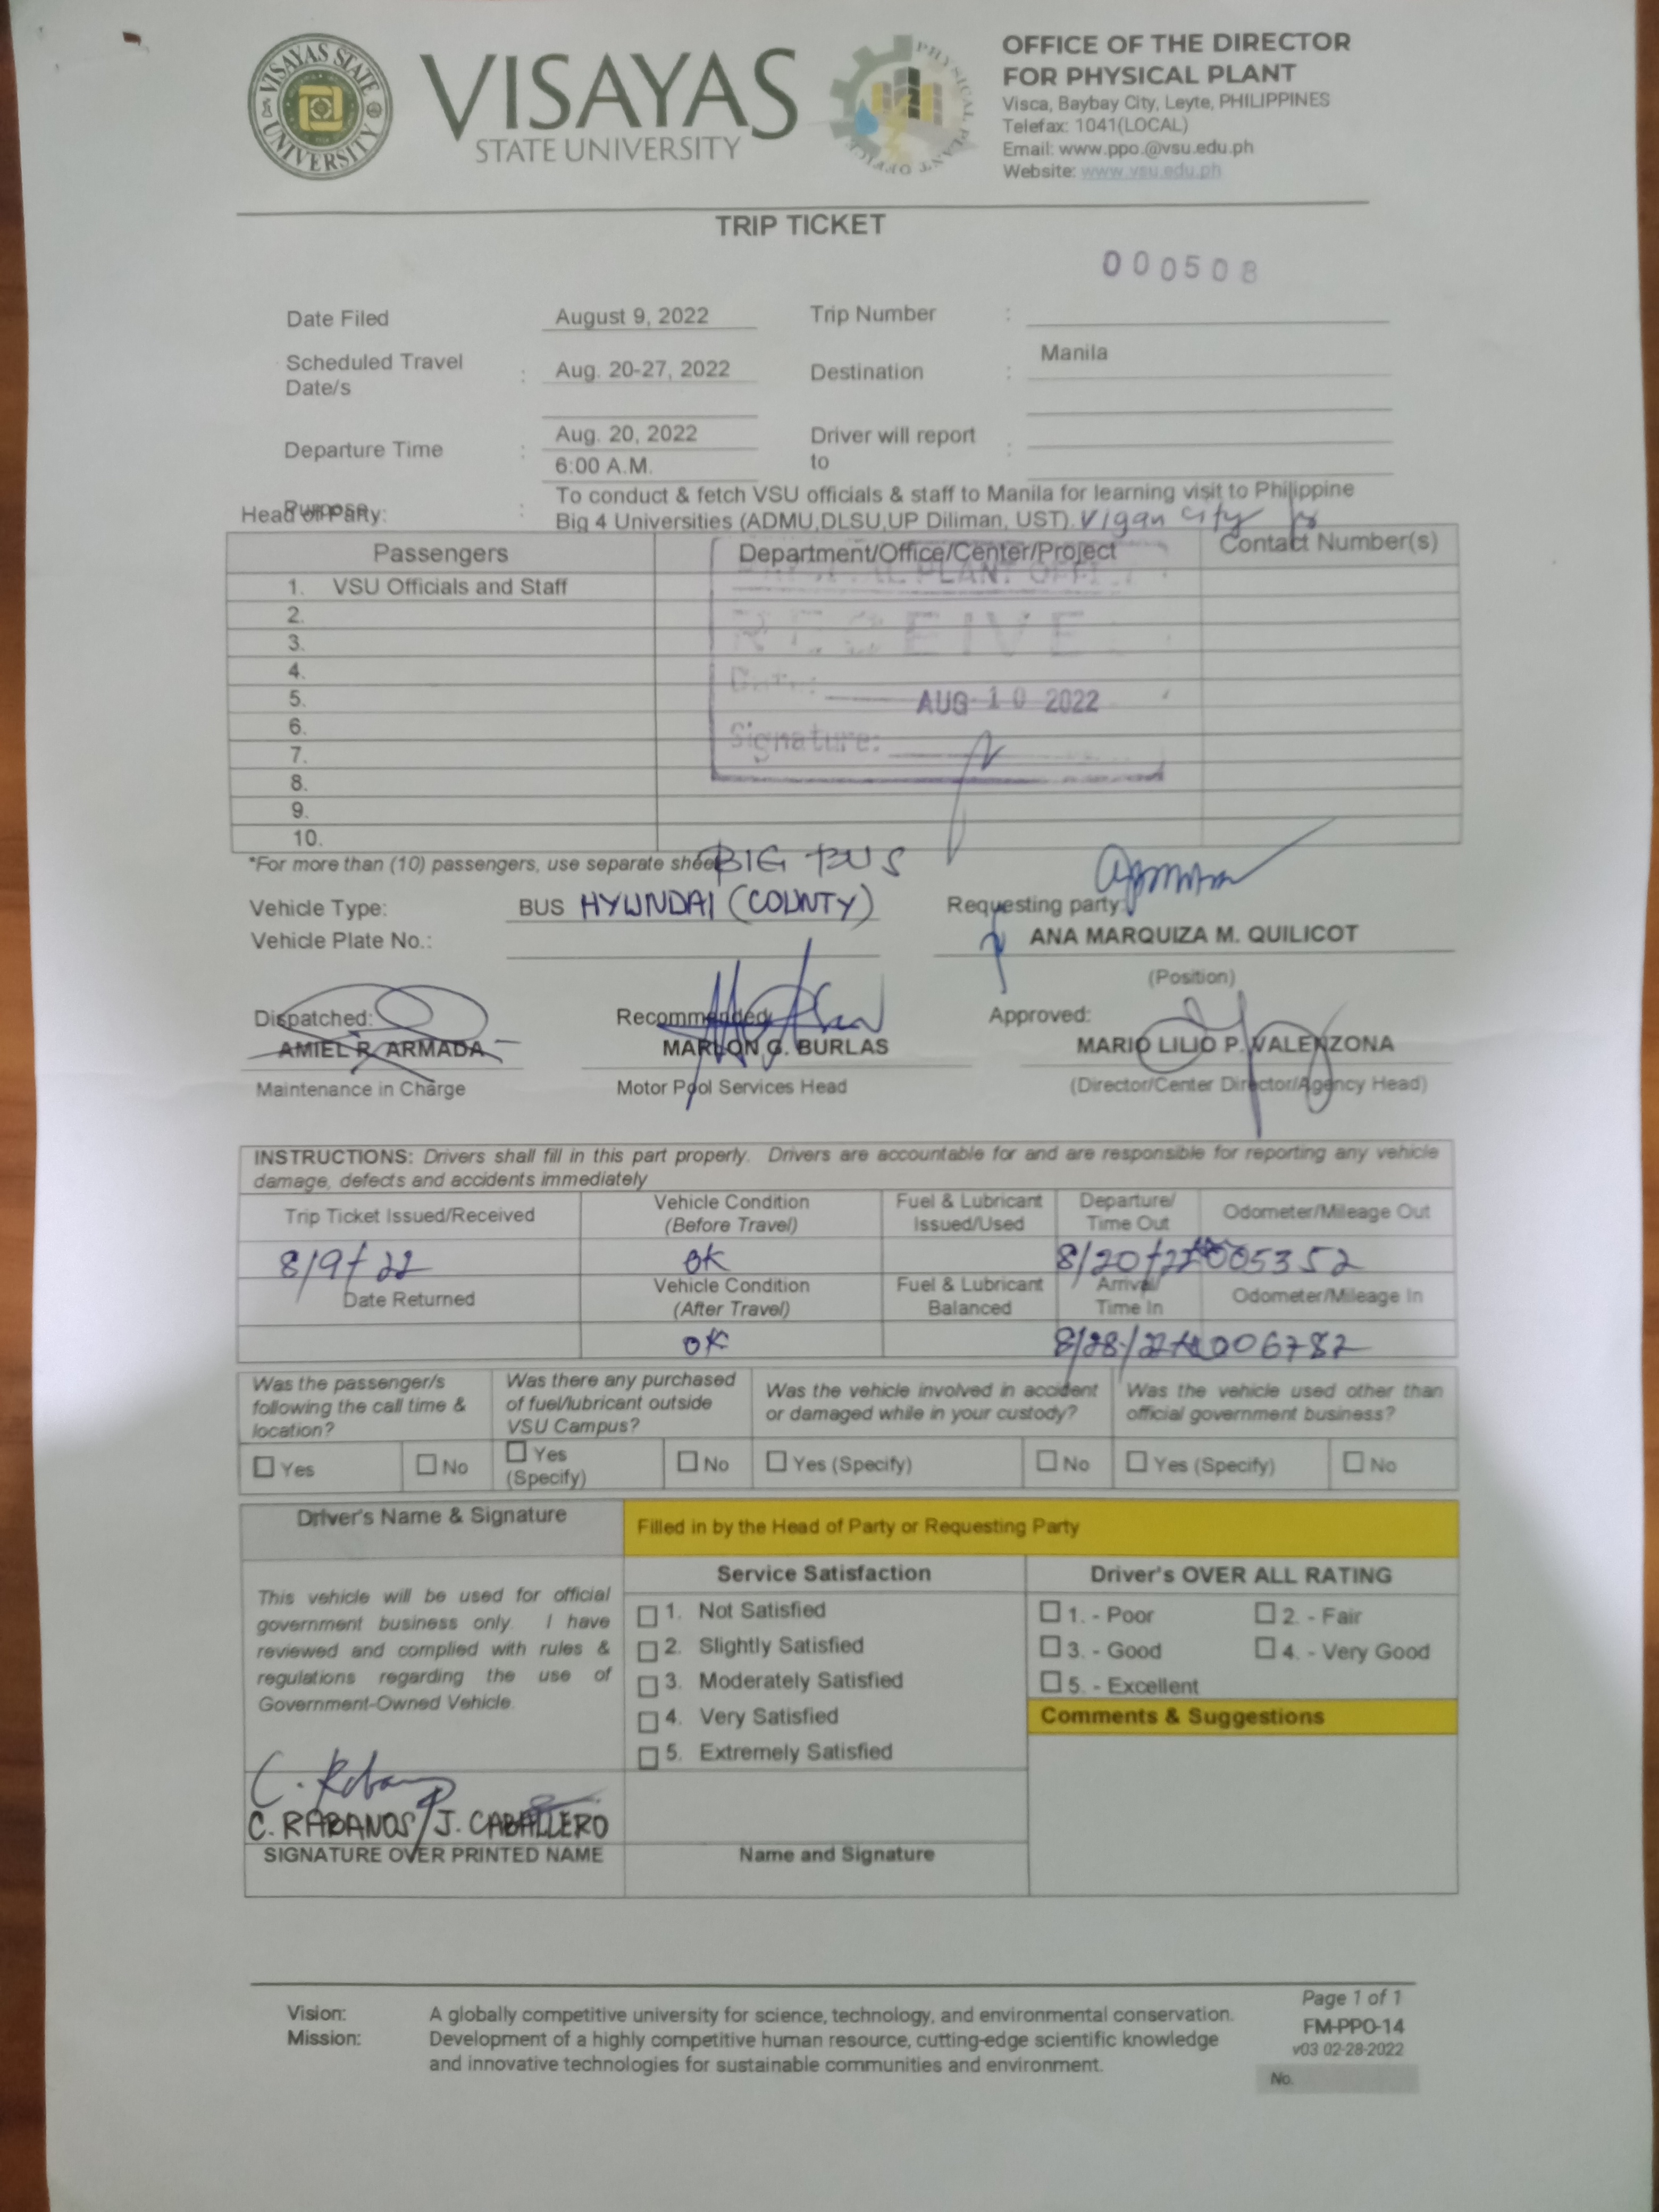 VISAYAS STATE UNIVERSITY
VISAYAS
STATE UNIVERSITY
PHYSICAL PLANT OFFICE
OFFICE OF THE DIRECTOR
FOR PHYSICAL PLANT
Visca, Baybay City, Leyte, PHILIPPINES
Telefax: 1041(LOCAL)
Email: www.ppo.@vsu.edu.ph
Website: www.vsu.edu.ph
TRIP TICKET
000508
Date Filed August 9, 2022 Trip Number :
Scheduled Travel Date/s : Aug. 20-27, 2022 Destination : Manila
Departure Time : Aug. 20, 2022 6:00 A.M. Driver will report to :
Purpose : To conduct & fetch VSU officials & staff to Manila for learning visit to Philippine
Head of Party: Big 4 Universities (ADMU,DLSU,UP Diliman, UST). Vigan City
Passengers Department/Office/Center/Project Contact Number(s)
PLANT OFFI
1. VSU Officials and Staff
2.
3.
4.
5.
6.
7.
8.
9.
10.
RECEIVE
Date:
AUG 10 2022
Signature:
*For more than (10) passengers, use separate sheet BIG BUS
Vehicle Type: BUS HYUNDAI (COUNTY) Requesting party:
Vehicle Plate No.: ANA MARQUIZA M. QUILICOT
(Position)
Dispatched: Recommended: Approved:
AMIEL R. ARMADA MARLON G. BURLAS MARIO LILIO P. VALENZONA
Maintenance in Charge Motor Pool Services Head (Director/Center Director/Agency Head)
INSTRUCTIONS: Drivers shall fill in this part properly. Drivers are accountable for and are responsible for reporting any vehicle
damage, defects and accidents immediately
Trip Ticket Issued/Received Vehicle Condition (Before Travel) Fuel & Lubricant Issued/Used Departure/ Time Out Odometer/Mileage Out
8/9/22 OK 8/20/22 005352
Date Returned Vehicle Condition (After Travel) Fuel & Lubricant Balanced Arrival/ Time In Odometer/Mileage In
OK 8/28/22 006782
Was the passenger/s following the call time & location? Was there any purchased of fuel/lubricant outside VSU Campus? Was the vehicle involved in accident or damaged while in your custody? Was the vehicle used other than official government business?
Yes No Yes (Specify) No Yes (Specify) No Yes (Specify) No
Driver's Name & Signature Filled in by the Head of Party or Requesting Party
Service Satisfaction Driver's OVER ALL RATING
This vehicle will be used for official
government business only. I have
reviewed and complied with rules &
regulations regarding the use of
Government-Owned Vehicle.
1. Not Satisfied
2. Slightly Satisfied
3. Moderately Satisfied
4. Very Satisfied
5. Extremely Satisfied
1. - Poor 2. - Fair
3. - Good 4. - Very Good
5. - Excellent
Comments & Suggestions
C. RABANOS/J. CABALLERO
SIGNATURE OVER PRINTED NAME Name and Signature
Vision: A globally competitive university for science, technology, and environmental conservation.
Mission: Development of a highly competitive human resource, cutting-edge scientific knowledge
and innovative technologies for sustainable communities and environment.
Page 1 of 1
FM-PPO-14
v03 02-28-2022
No.